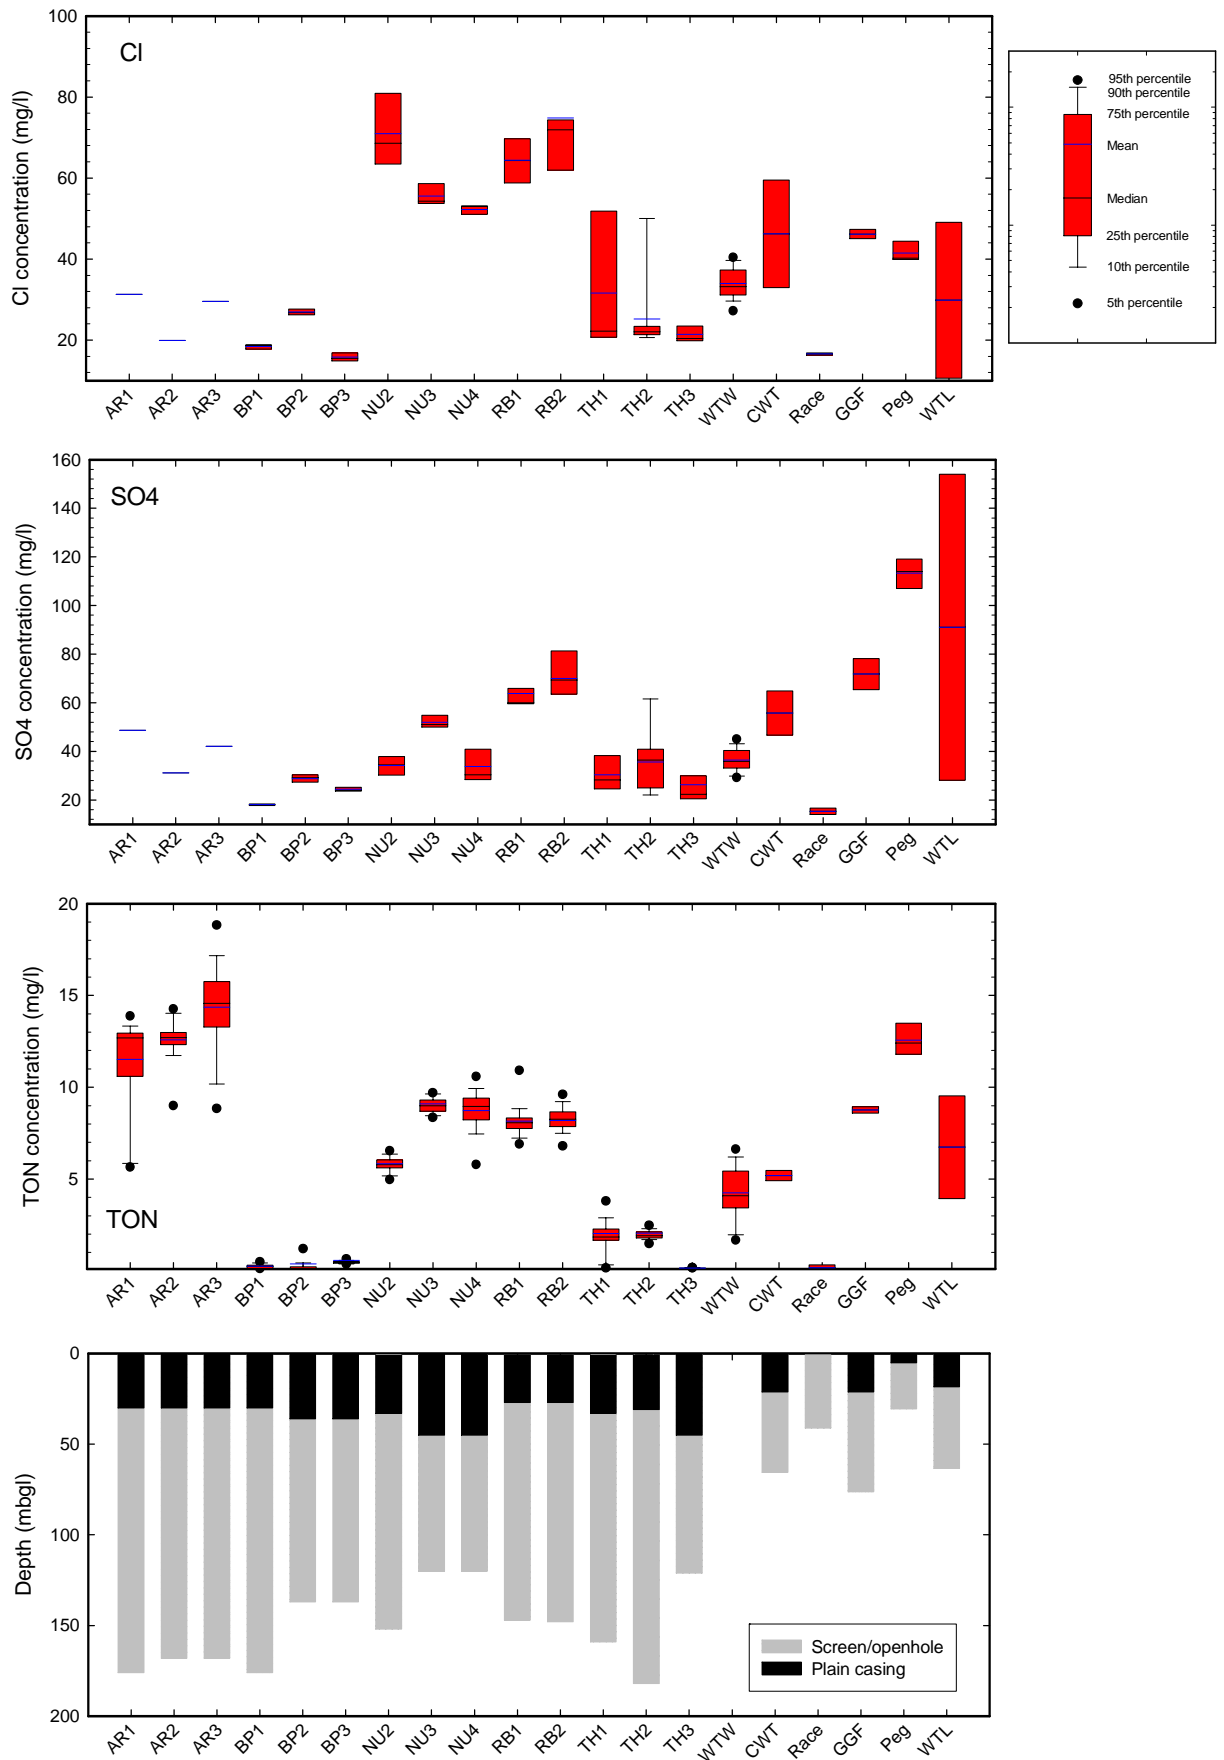 Cl
Cl concentration (mg/l)
100
80
60
40
20
AR1 AR2 AR3 BP1 BP2 BP3 NU2 NU3 NU4 RB1 RB2 TH1 TH2 TH3 WTW CWT Race GGF Peg WTL
95th percentile
90th percentile
75th percentile
Mean
Median
25th percentile
10th percentile
5th percentile
SO4
SO4 concentration (mg/l)
160
140
120
100
80
60
40
20
AR1 AR2 AR3 BP1 BP2 BP3 NU2 NU3 NU4 RB1 RB2 TH1 TH2 TH3 WTW CWT Race GGF Peg WTL
TON concentration (mg/l)
20
15
10
5
TON
AR1 AR2 AR3 BP1 BP2 BP3 NU2 NU3 NU4 RB1 RB2 TH1 TH2 TH3 WTW CWT Race GGF Peg WTL
Depth (mbgl)
0
50
100
150
200
Screen/openhole
Plain casing
AR1 AR2 AR3 BP1 BP2 BP3 NU2 NU3 NU4 RB1 RB2 TH1 TH2 TH3 WTW CWT Race GGF Peg WTL